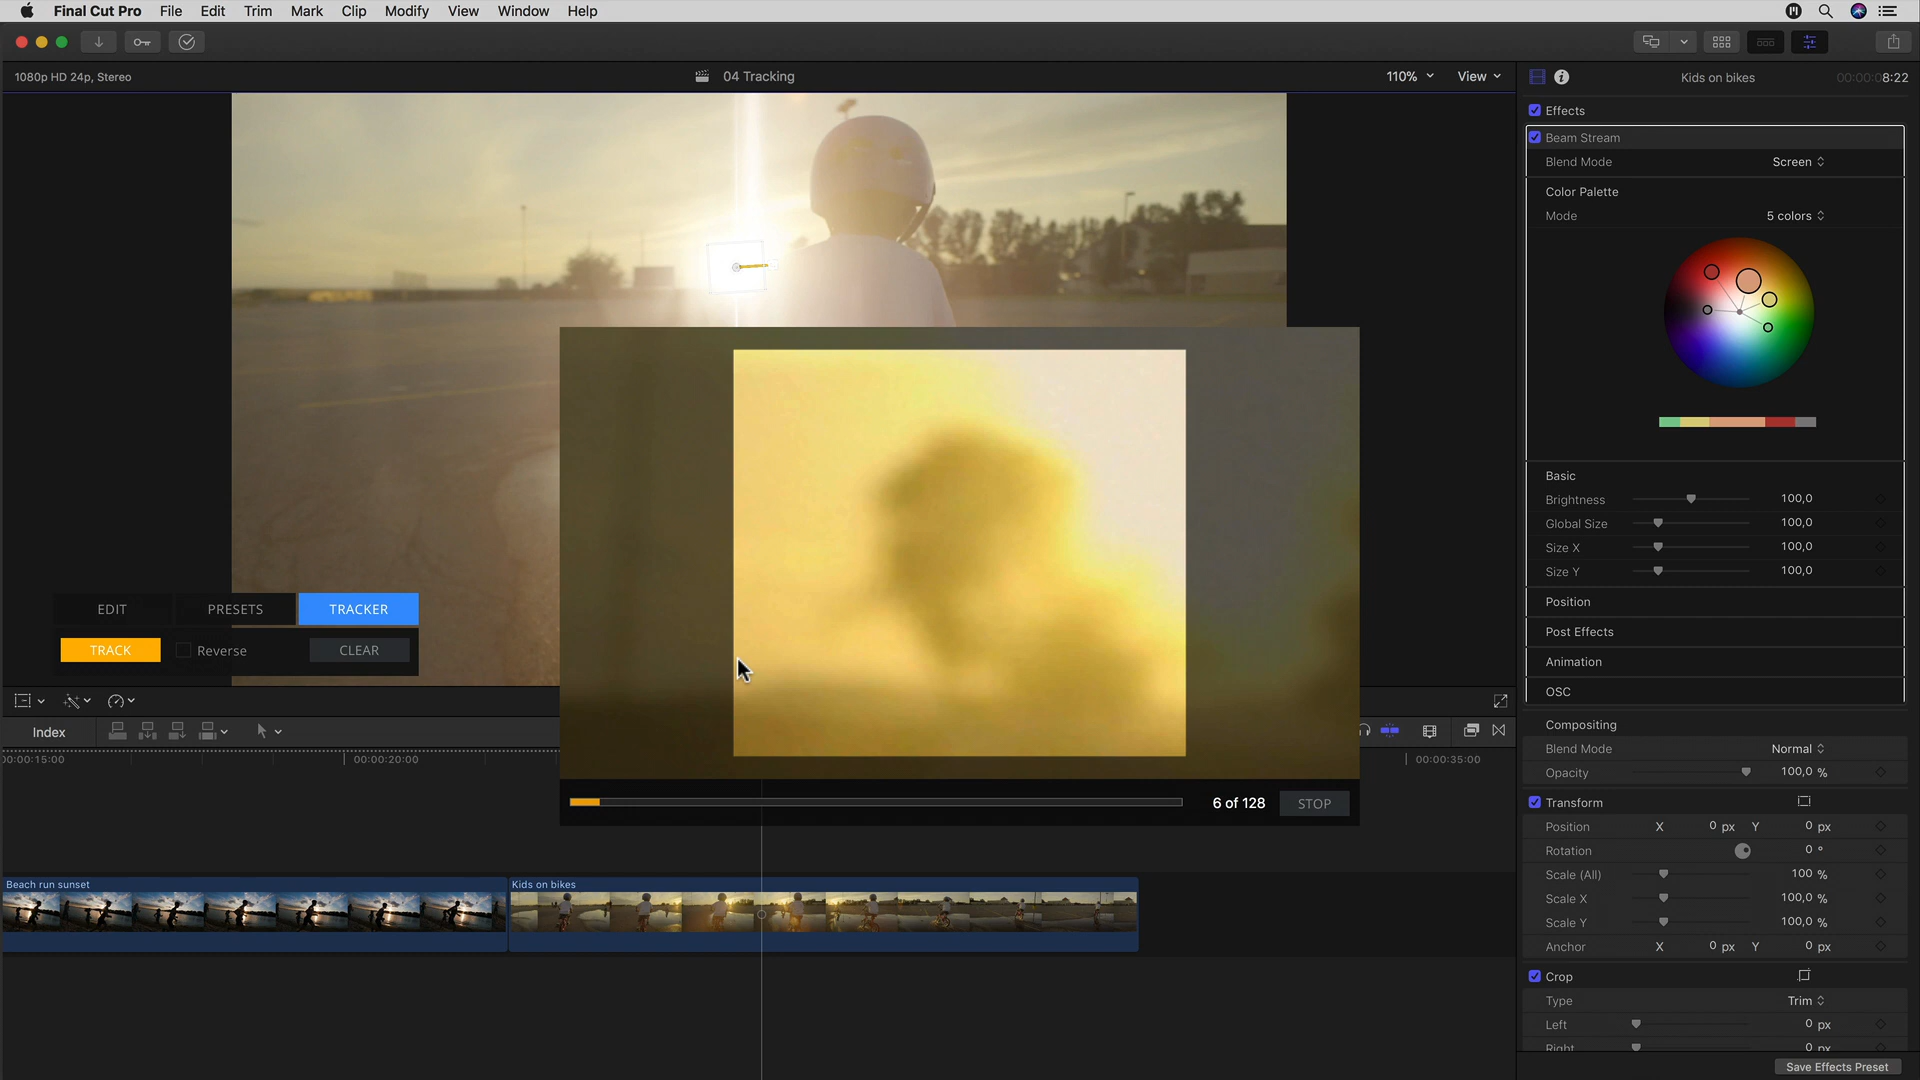 Final Cut Pro File Edit Trim Mark Clip Modify View Window Help
1080p HD 24p, Stereo
04 Tracking
110%
View
Kids on bikes
00:00:08:22
Effects
Beam Stream
Blend Mode Screen
Color Palette
Mode 5 colors
Basic
Brightness 100,0
Global Size 100,0
Size X 100,0
Size Y 100,0
Position
Post Effects
Animation
OSC
Compositing
Blend Mode Normal
Opacity 100,0 %
Transform
Position X 0 px Y 0 px
Rotation 0 °
Scale (All) 100 %
Scale X 100,0 %
Scale Y 100,0 %
Anchor X 0 px Y 0 px
Crop
Type Trim
Left 0 px
Right 0 px
Save Effects Preset
EDIT PRESETS TRACKER
TRACK Reverse CLEAR
6 of 128 STOP
Index
00:00:15:00 00:00:20:00 00:00:35:00
Beach run sunset
Kids on bikes